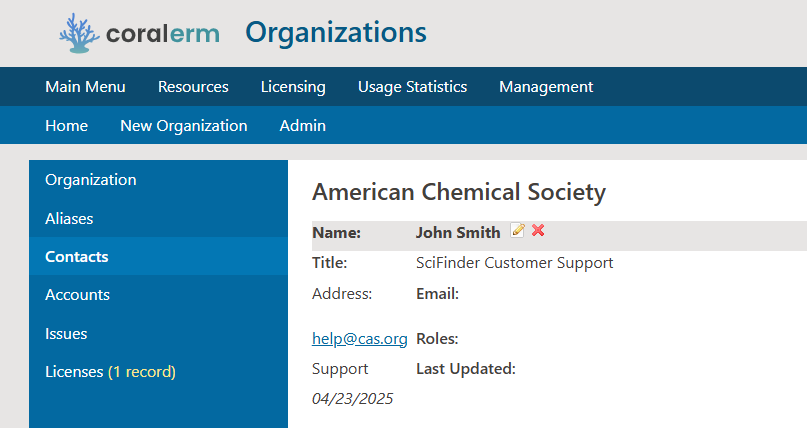 coralerm Organizations
Main Menu Resources Licensing Usage Statistics Management
Home New Organization Admin
Organization
Aliases
Contacts
Accounts
Issues
Licenses (1 record)
American Chemical Society
Name: John Smith
Title: SciFinder Customer Support
Address: Email:
help@cas.org Roles:
Support Last Updated:
04/23/2025